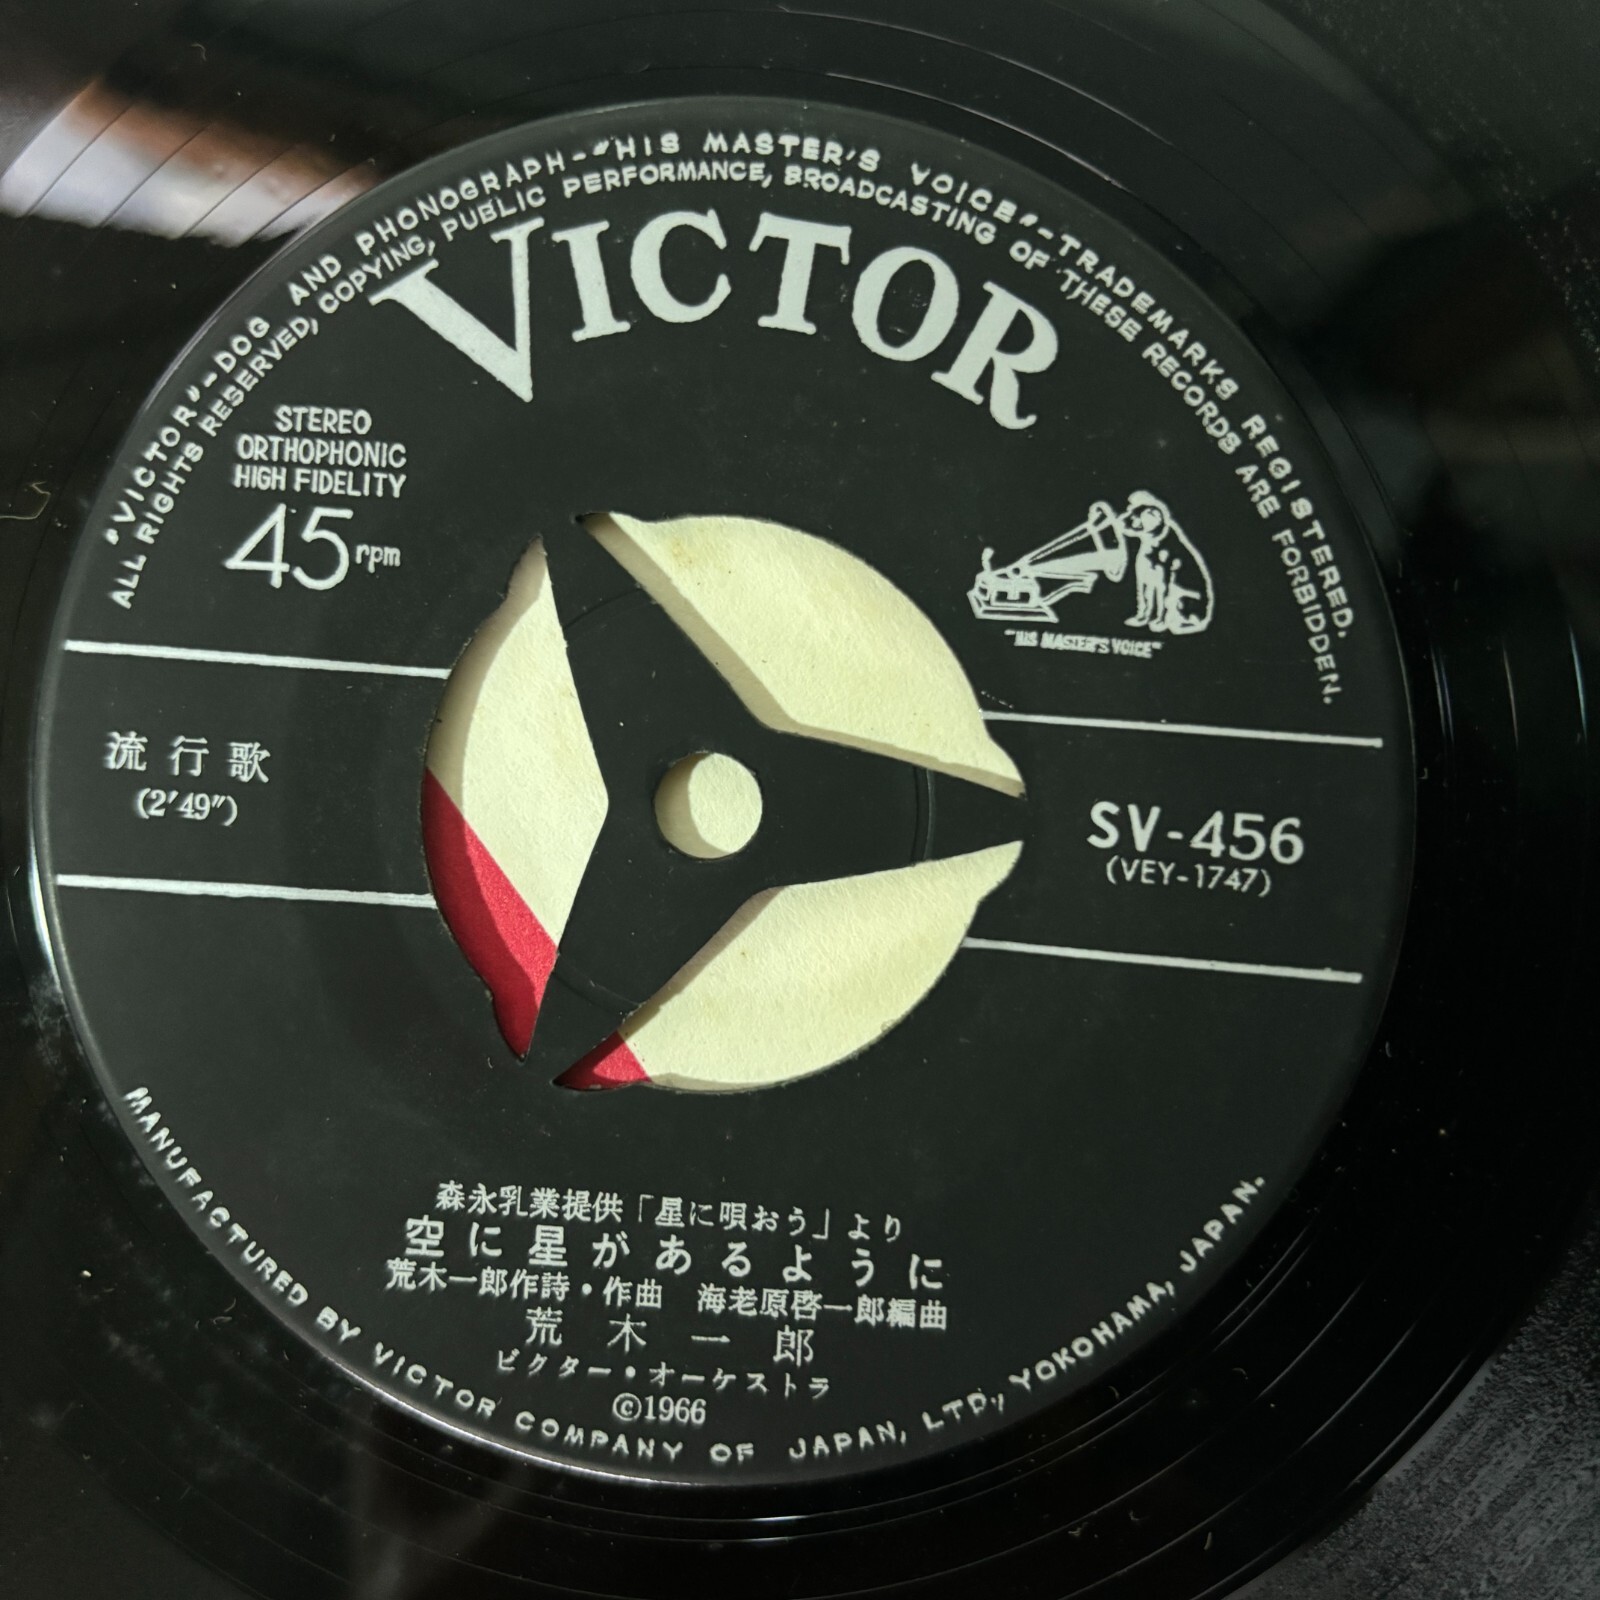 "VICTOR"-DOG AND PHONOGRAPH-"HIS MASTER'S VOICE"-TRADEMARKS REGISTERED.
ALL RIGHTS RESERVED, COPYING, PUBLIC PERFORMANCE, BROADCASTING OF THESE RECORDS ARE FORBIDDEN.
VICTOR
STEREO
ORTHOPHONIC
HIGH FIDELITY
45rpm
"HIS MASTER'S VOICE"
流行歌
(2'49")
SV-456
(VEY-1747)
森永乳業提供「星に唄おう」より
空に星があるように
荒木一郎作詩・作曲 海老原啓一郎編曲
荒木一郎
ビクター・オーケストラ
©1966
MANUFACTURED BY VICTOR COMPANY OF JAPAN, LTD., YOKOHAMA, JAPAN.